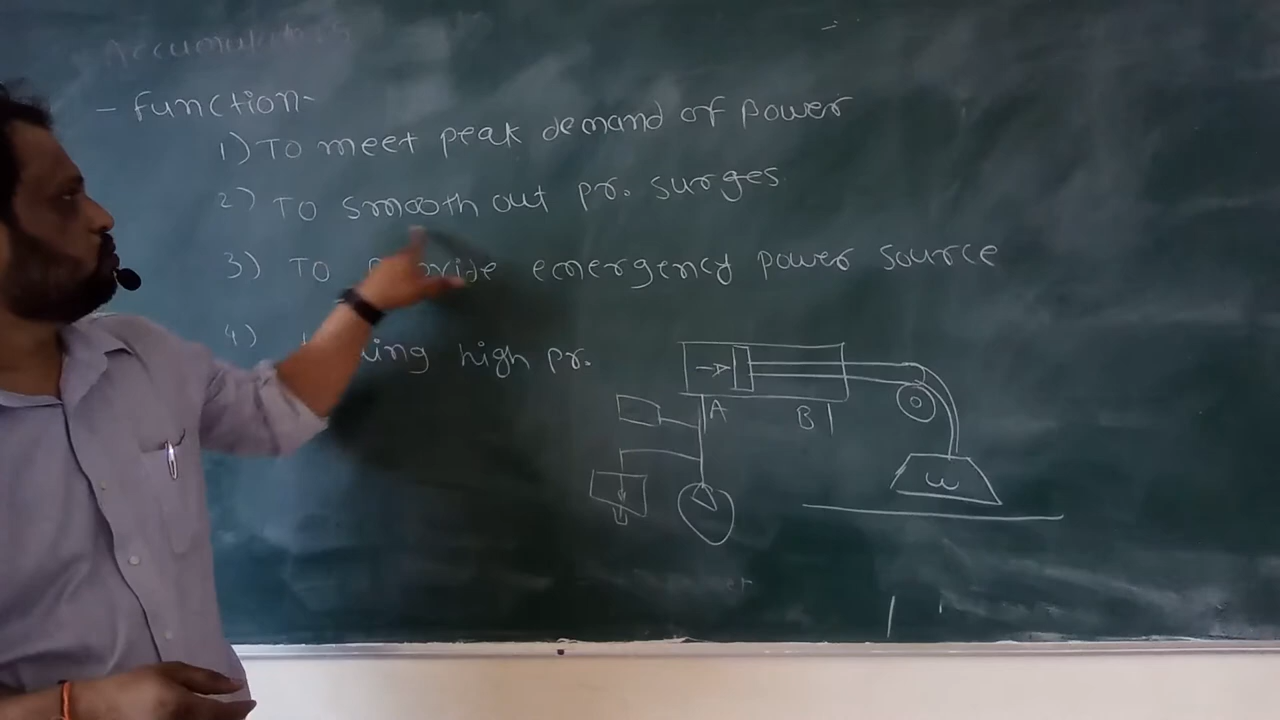 Accumulators
- Function-
1) To meet peak demand of power
2) To smooth out pr. surges
3) To emergency power source
4) high pr.
A
B
W